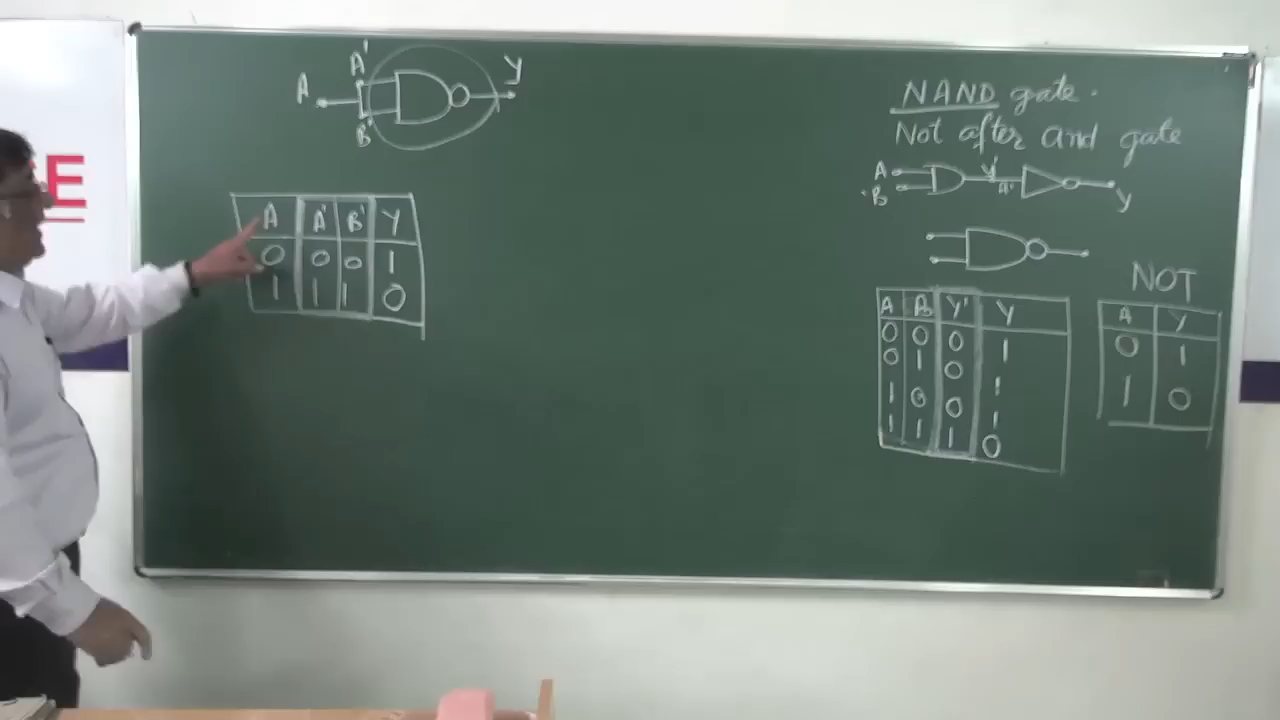 A'
A
B'
Y
A A' B' Y
0 0 0 1
1 1 1 0
NAND gate.
Not after and gate
A Y' A'
B Y
A B Y' Y
0 0 0 1
0 1 0 1
1 0 0 1
1 1 1 0
NOT
A Y
0 1
1 0
E